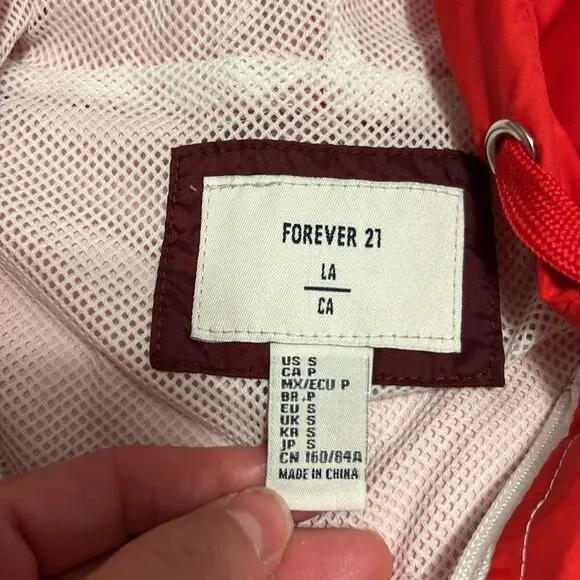 FOREVER 21
LA
CA
US S
CA P
MX/ECU P
BR P
EU S
UK S
KR S
JP S
CN 160/84A
MADE IN CHINA